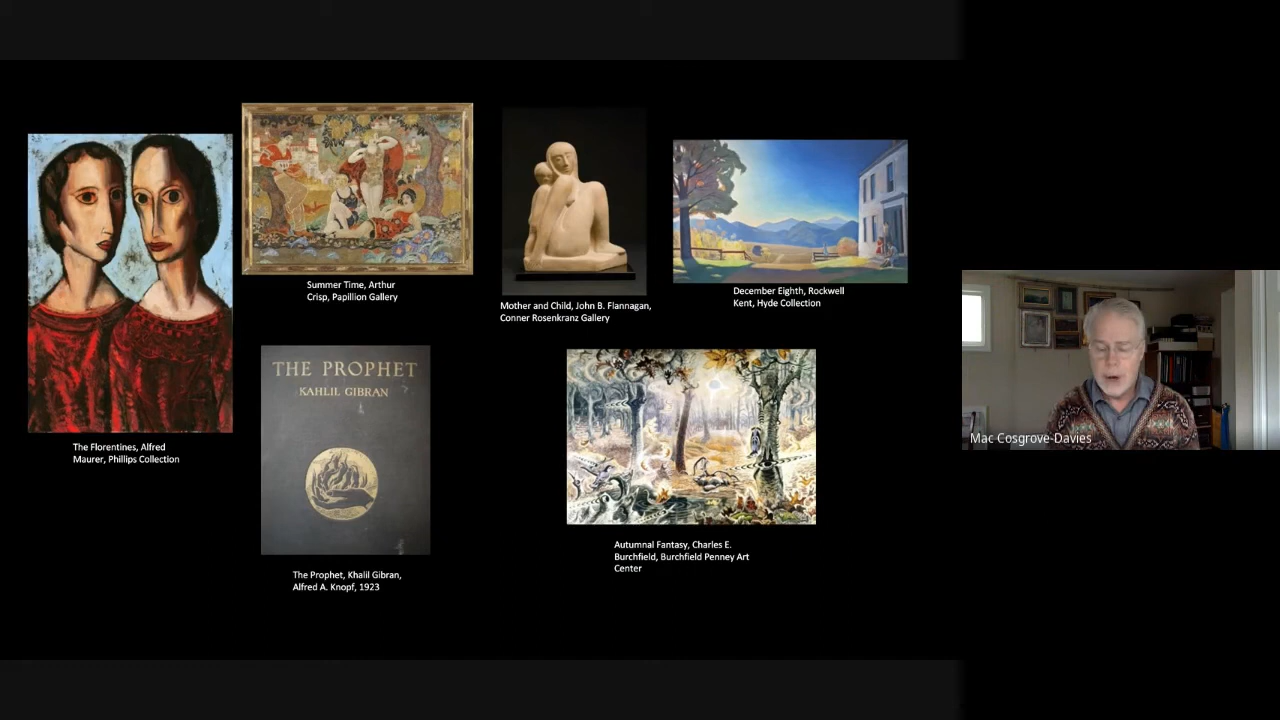 Summer Time, Arthur
Crisp, Papillion Gallery
Mother and Child, John B. Flannagan,
Conner Rosenkranz Gallery
December Eighth, Rockwell
Kent, Hyde Collection
THE PROPHET
KAHLIL GIBRAN
The Florentines, Alfred
Maurer, Phillips Collection
Mac Cosgrove-Davies
Autumnal Fantasy, Charles E.
Burchfield, Burchfield Penney Art
Center
The Prophet, Khalil Gibran,
Alfred A. Knopf, 1923